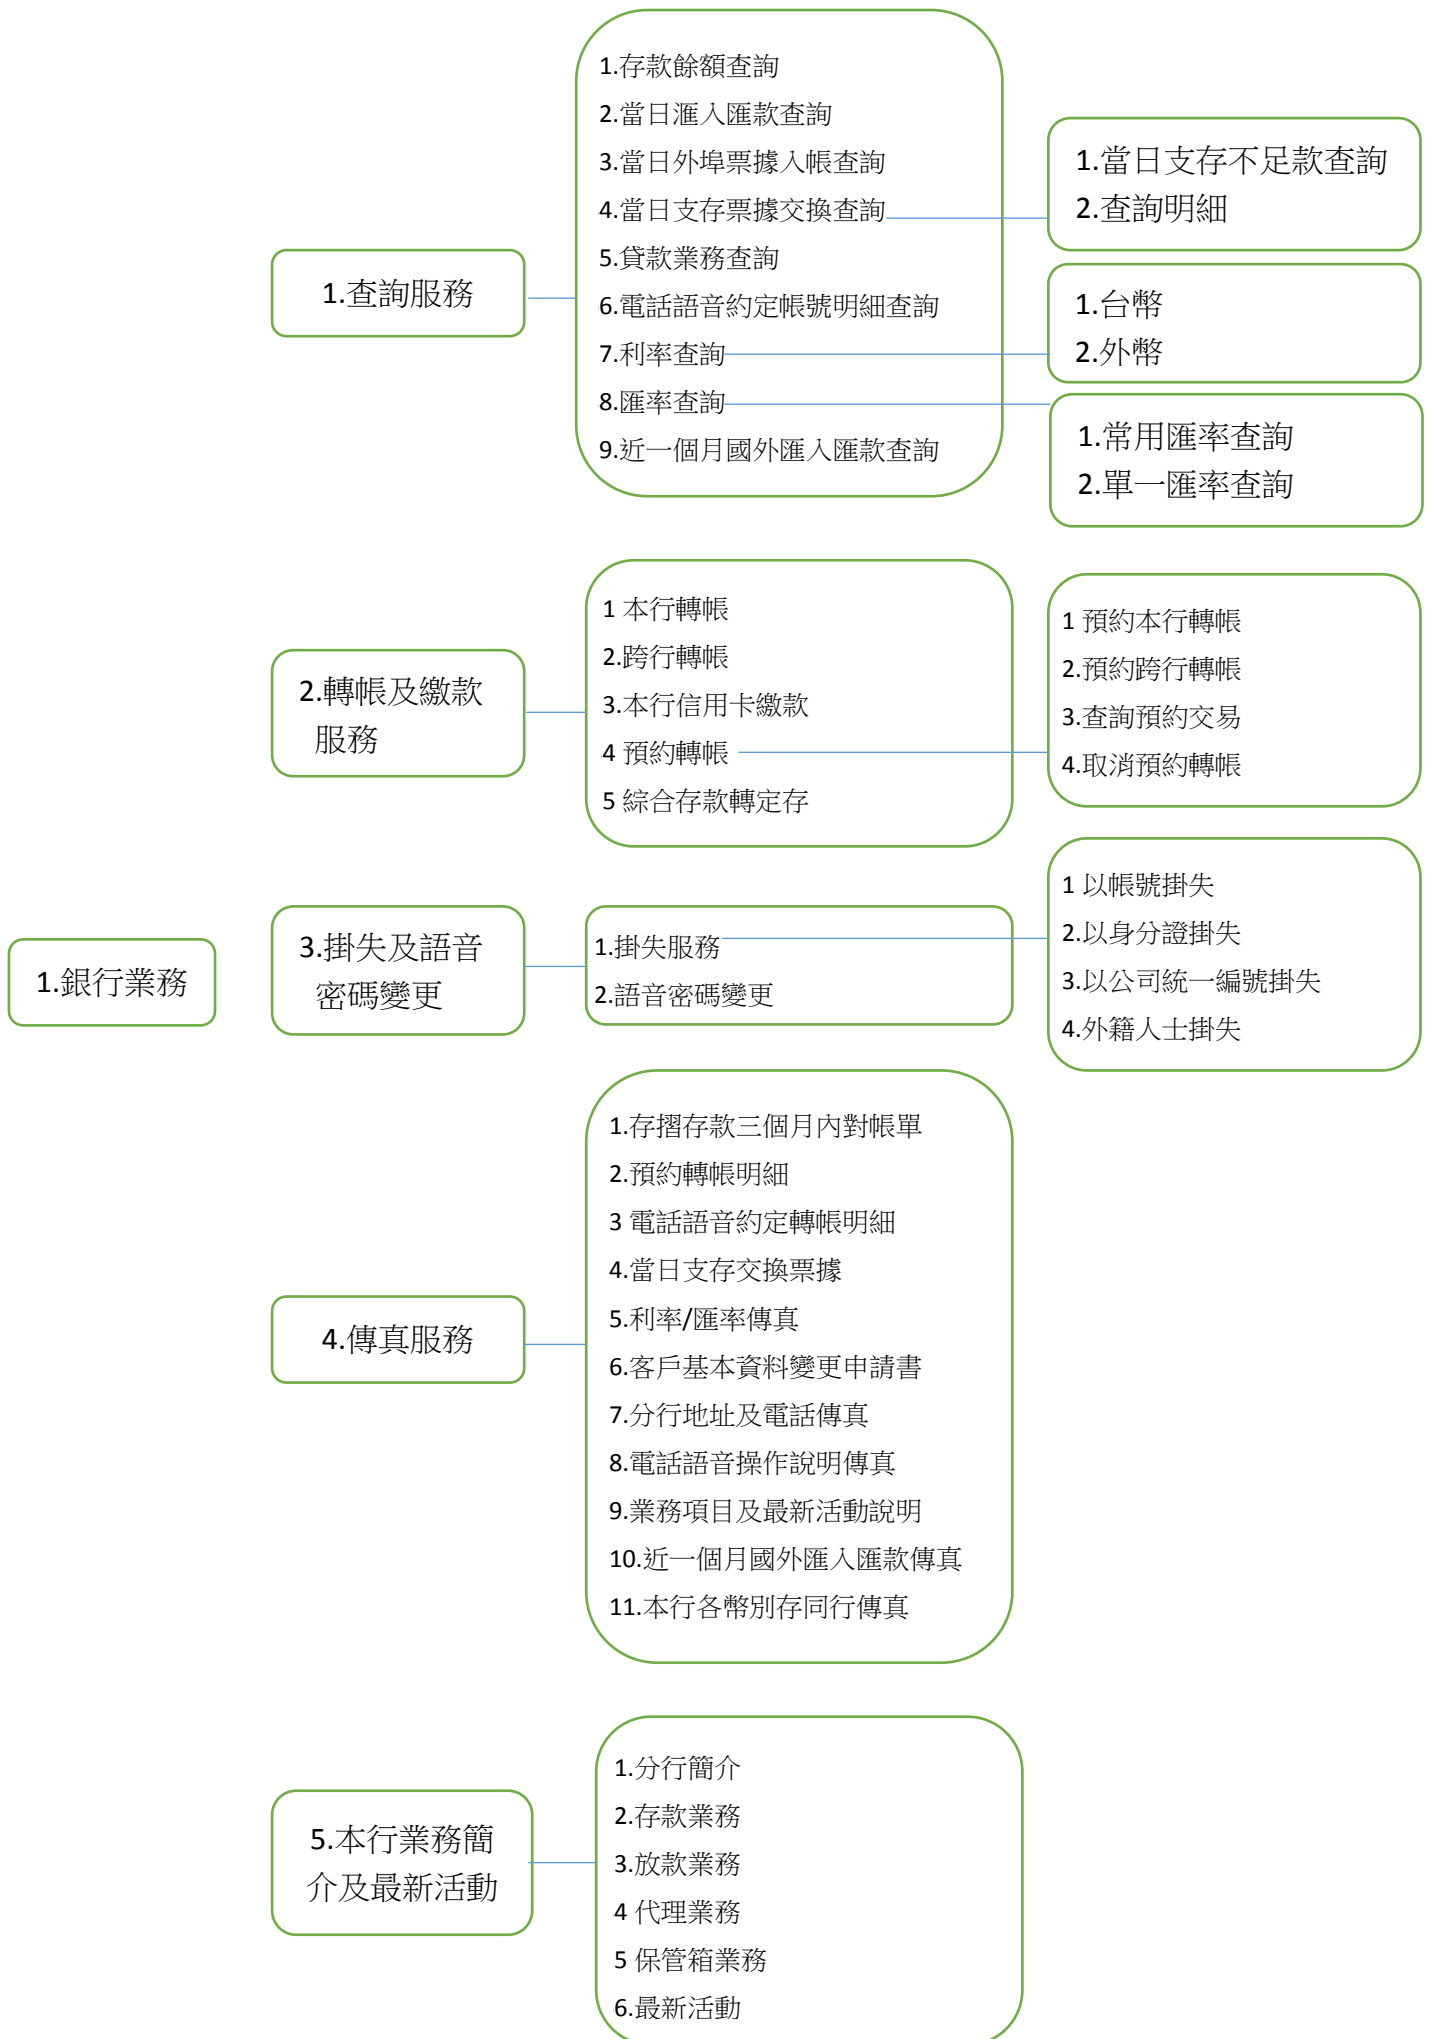 1.存款餘額查詢
2.當日滙入匯款查詢
3.當日外埠票據入帳查詢
4.當日支存票據交換查詢
5.貸款業務查詢
6.電話語音約定帳號明細查詢
7.利率查詢
8.匯率查詢
9.近一個月國外匯入匯款查詢
1.當日支存不足款查詢
2.查詢明細
1.查詢服務
1.台幣
2.外幣
1.常用匯率查詢
2.單一匯率查詢
1 本行轉帳
2.跨行轉帳
3.本行信用卡繳款
4 預約轉帳
5 綜合存款轉定存
1 預約本行轉帳
2.預約跨行轉帳
3.查詢預約交易
4.取消預約轉帳
2.轉帳及繳款
服務
1 以帳號掛失
2.以身分證掛失
3.以公司統一編號掛失
4.外籍人士掛失
1.銀行業務
3.掛失及語音
密碼變更
1.掛失服務
2.語音密碼變更
1.存摺存款三個月內對帳單
2.預約轉帳明細
3 電話語音約定轉帳明細
4.當日支存交換票據
5.利率/匯率傳真
6.客戶基本資料變更申請書
7.分行地址及電話傳真
8.電話語音操作說明傳真
9.業務項目及最新活動說明
10.近一個月國外匯入匯款傳真
11.本行各幣別存同行傳真
4.傳真服務
1.分行簡介
2.存款業務
3.放款業務
4 代理業務
5 保管箱業務
6.最新活動
5.本行業務簡
介及最新活動